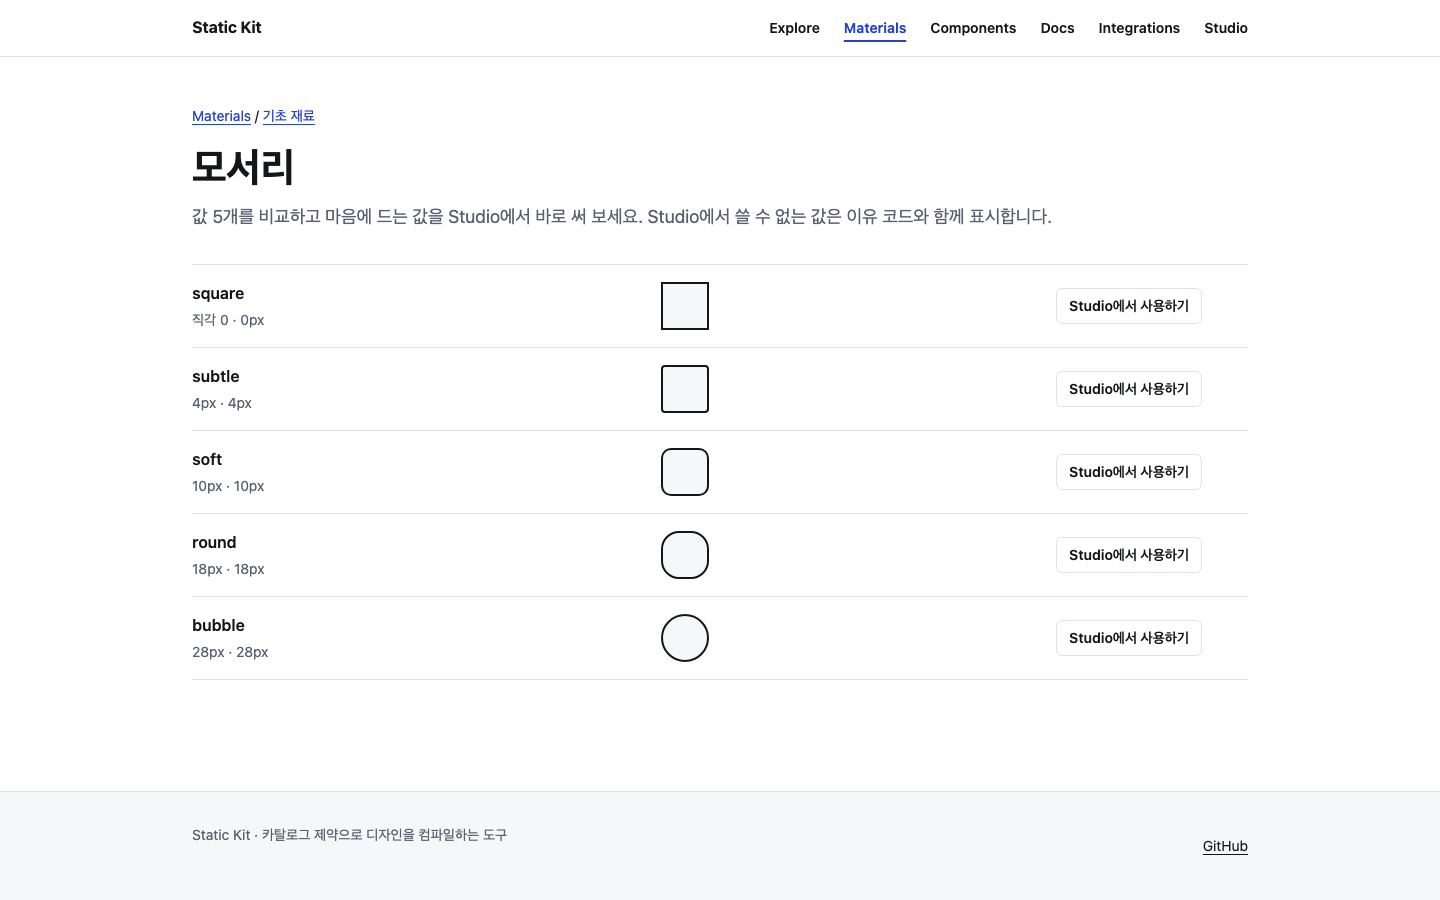 Static Kit
Explore Materials Components Docs Integrations Studio
Materials / 기초 재료
모서리
값 5개를 비교하고 마음에 드는 값을 Studio에서 바로 써 보세요. Studio에서 쓸 수 없는 값은 이유 코드와 함께 표시합니다.
square
직각 0 · 0px
Studio에서 사용하기
subtle
4px · 4px
Studio에서 사용하기
soft
10px · 10px
Studio에서 사용하기
round
18px · 18px
Studio에서 사용하기
bubble
28px · 28px
Studio에서 사용하기
Static Kit · 카탈로그 제약으로 디자인을 컴파일하는 도구
GitHub